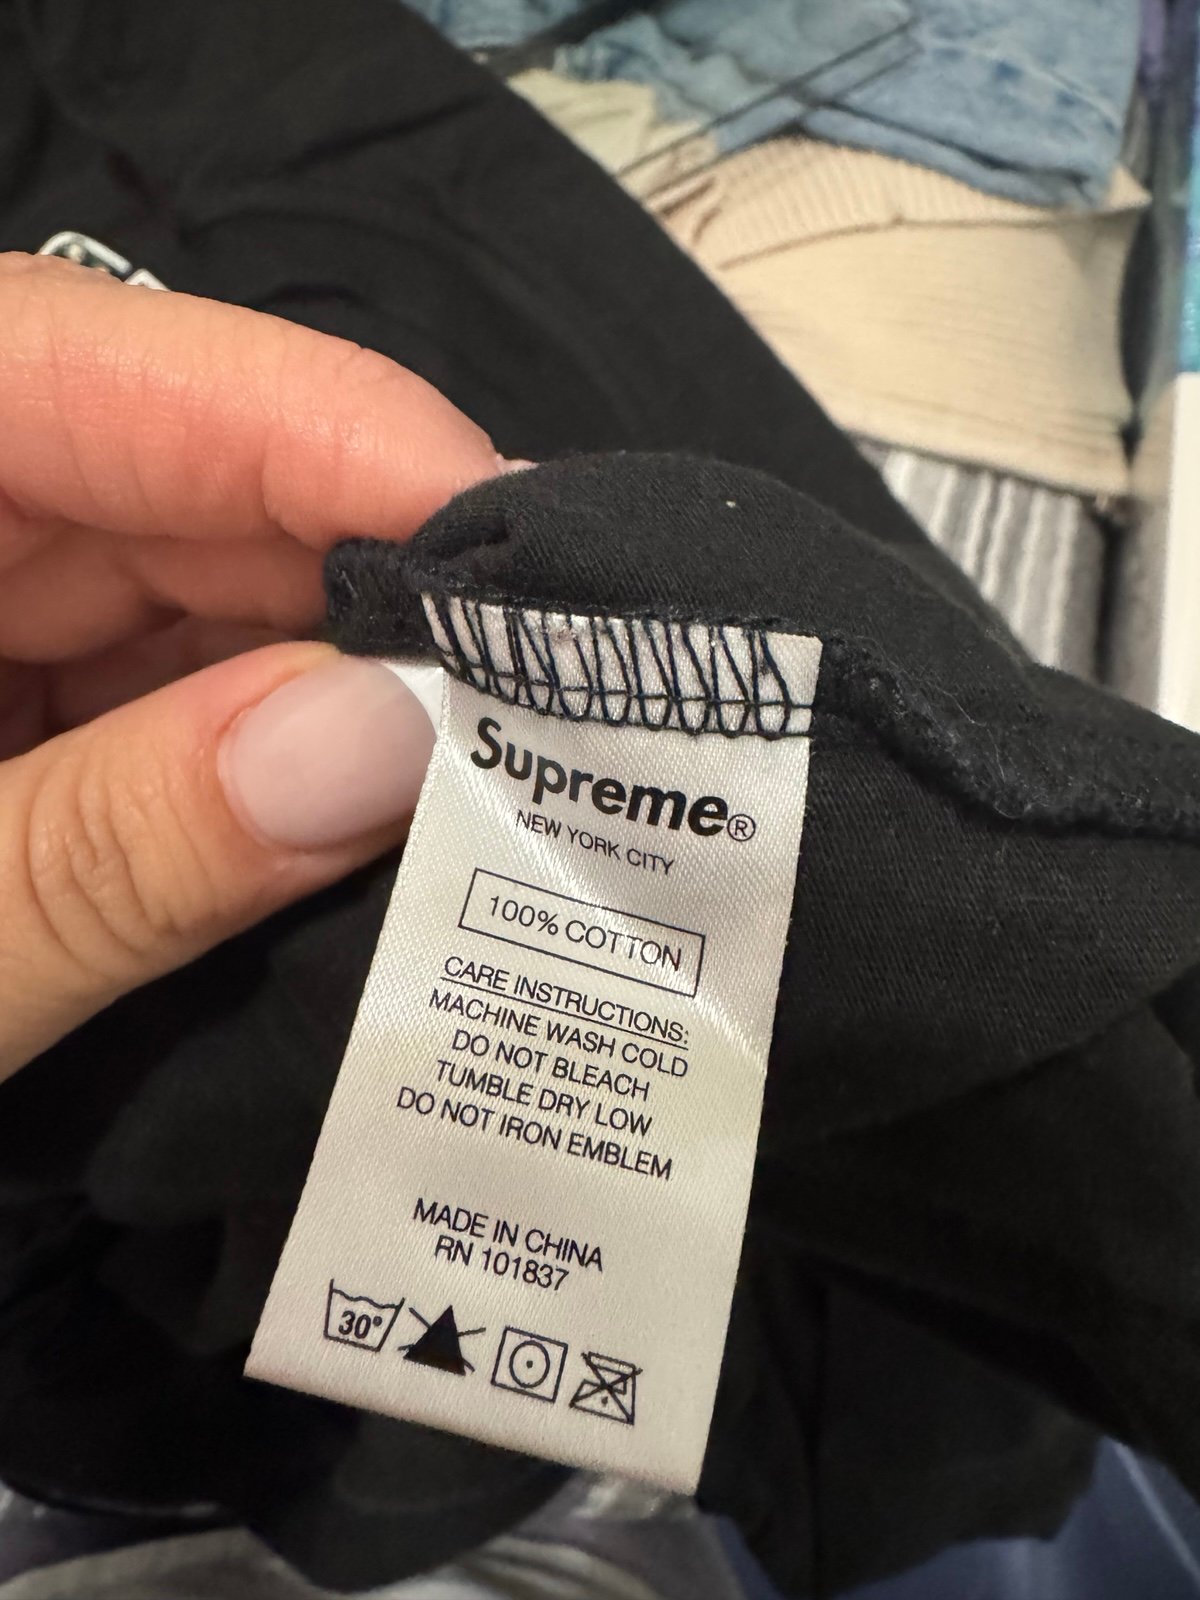 Supreme®
NEW YORK CITY
100% COTTON
CARE INSTRUCTIONS:
MACHINE WASH COLD
DO NOT BLEACH
TUMBLE DRY LOW
DO NOT IRON EMBLEM
MADE IN CHINA
RN 101837
30°